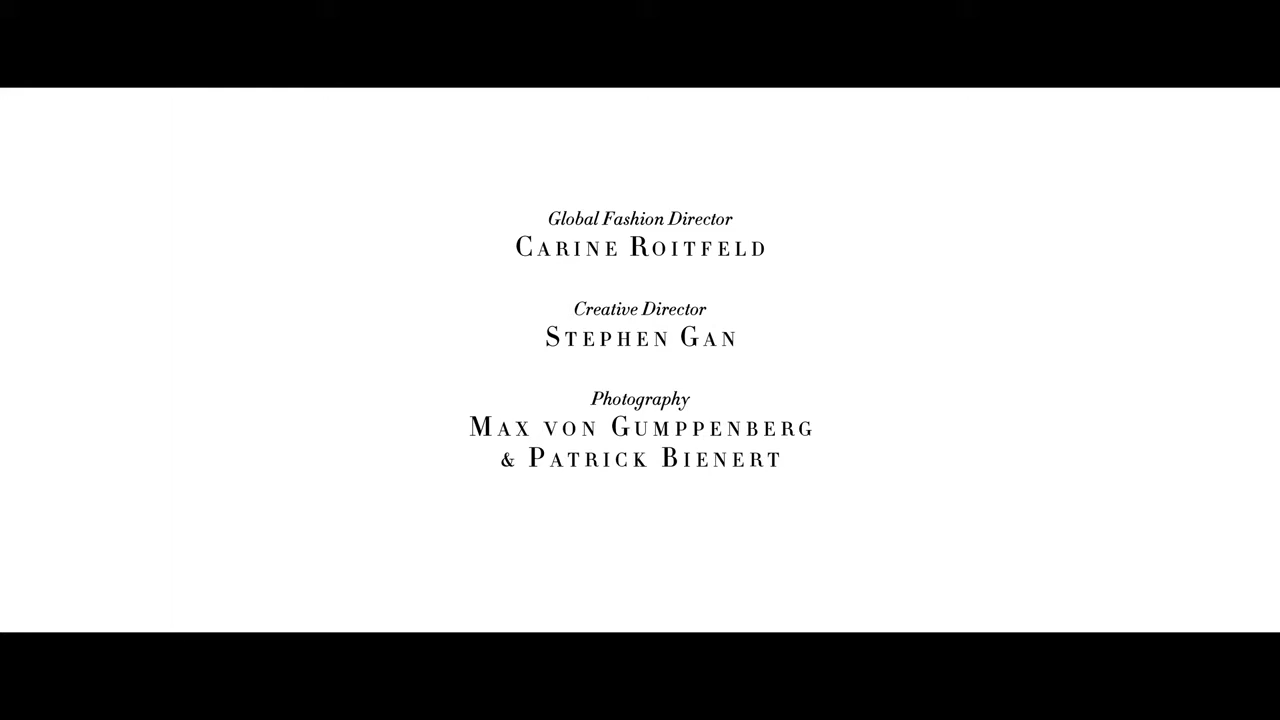 Global Fashion Director
CARINE ROITFELD
Creative Director
STEPHEN GAN
Photography
MAX VON GUMPPENBERG
& PATRICK BIENERT